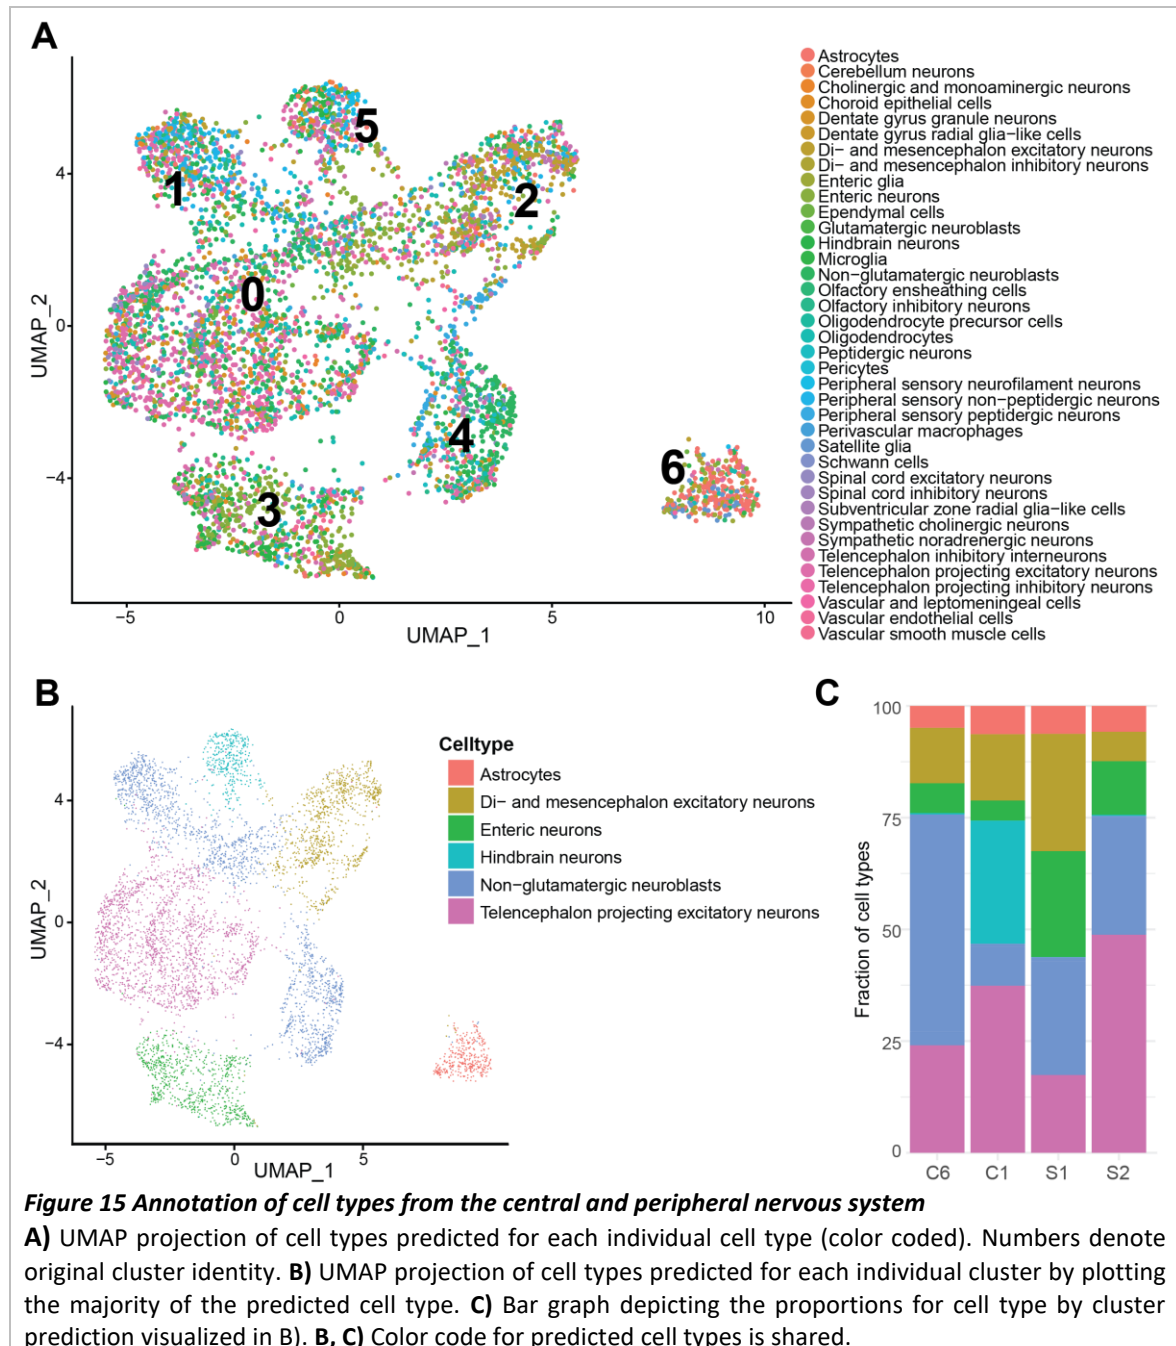 A
UMAP_2
4
0
−4
−5
0
5
10
UMAP_1
0
1
2
3
4
5
6
Astrocytes
Cerebellum neurons
Cholinergic and monoaminergic neurons
Choroid epithelial cells
Dentate gyrus granule neurons
Dentate gyrus radial glia−like cells
Di− and mesencephalon excitatory neurons
Di− and mesencephalon inhibitory neurons
Enteric glia
Enteric neurons
Ependymal cells
Glutamatergic neuroblasts
Hindbrain neurons
Microglia
Non−glutamatergic neuroblasts
Olfactory ensheathing cells
Olfactory inhibitory neurons
Oligodendrocyte precursor cells
Oligodendrocytes
Peptidergic neurons
Pericytes
Peripheral sensory neurofilament neurons
Peripheral sensory non−peptidergic neurons
Peripheral sensory peptidergic neurons
Perivascular macrophages
Satellite glia
Schwann cells
Spinal cord excitatory neurons
Spinal cord inhibitory neurons
Subventricular zone radial glia−like cells
Sympathetic cholinergic neurons
Sympathetic noradrenergic neurons
Telencephalon inhibitory interneurons
Telencephalon projecting excitatory neurons
Telencephalon projecting inhibitory neurons
Vascular and leptomeningeal cells
Vascular endothelial cells
Vascular smooth muscle cells
B
UMAP_2
4
0
−4
−5
0
5
UMAP_1
Celltype
Astrocytes
Di− and mesencephalon excitatory neurons
Enteric neurons
Hindbrain neurons
Non−glutamatergic neuroblasts
Telencephalon projecting excitatory neurons
C
Fraction of cell types
100
75
50
25
0
C6
C1
S1
S2
Figure 15 Annotation of cell types from the central and peripheral nervous system
A) UMAP projection of cell types predicted for each individual cell type (color coded). Numbers denote
original cluster identity. B) UMAP projection of cell types predicted for each individual cluster by plotting
the majority of the predicted cell type. C) Bar graph depicting the proportions for cell type by cluster
prediction visualized in B). B, C) Color code for predicted cell types is shared.